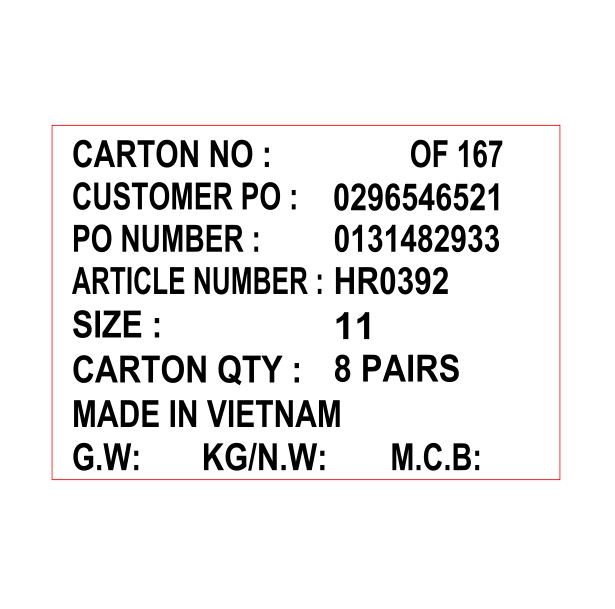 CARTON NO : OF 167
CUSTOMER PO : 0296546521
PO NUMBER : 0131482933
ARTICLE NUMBER : HR0392
SIZE : 11
CARTON QTY : 8 PAIRS
MADE IN VIETNAM
G.W: KG/N.W: M.C.B: